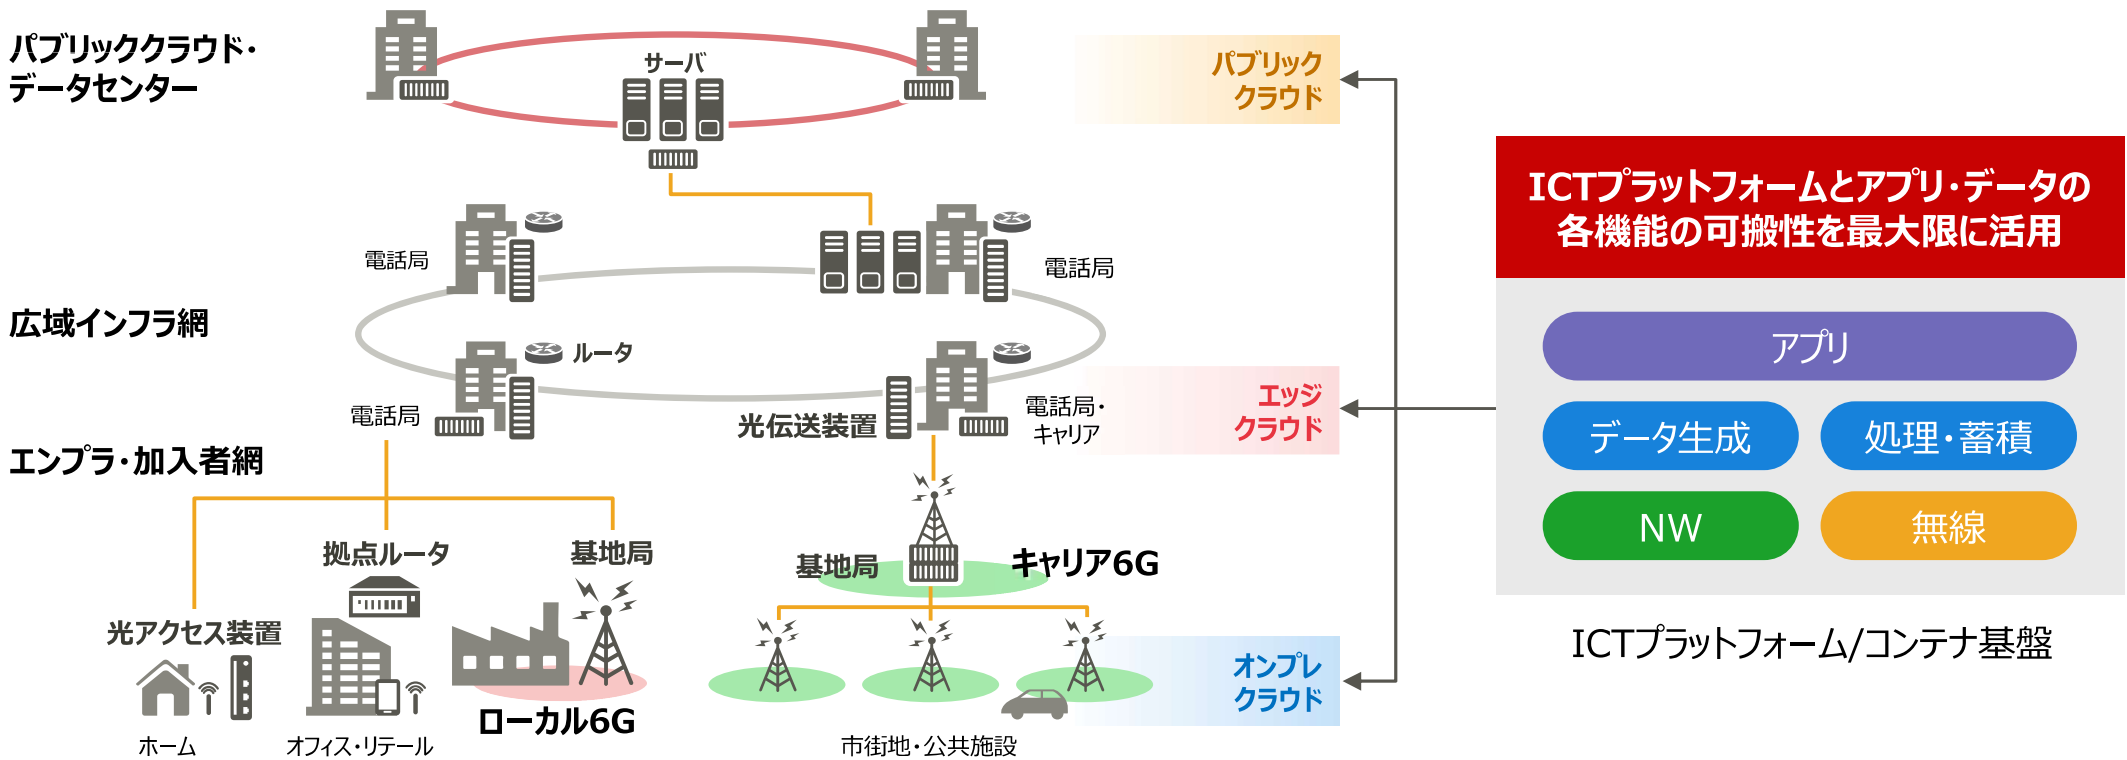 パブリッククラウド・
データセンター
サーバ
パブリック
クラウド
ICTプラットフォームとアプリ・データの
各機能の可搬性を最大限に活用
電話局
電話局
広域インフラ網
ルータ
アプリ
エッジ
クラウド
電話局
光伝送装置
電話局・
キャリア
データ生成
処理・蓄積
エンプラ・加入者網
NW
無線
拠点ルータ
基地局
基地局
キャリア6G
光アクセス装置
ICTプラットフォーム/コンテナ基盤
オンプレ
クラウド
ローカル6G
ホーム
オフィス・リテール
市街地・公共施設